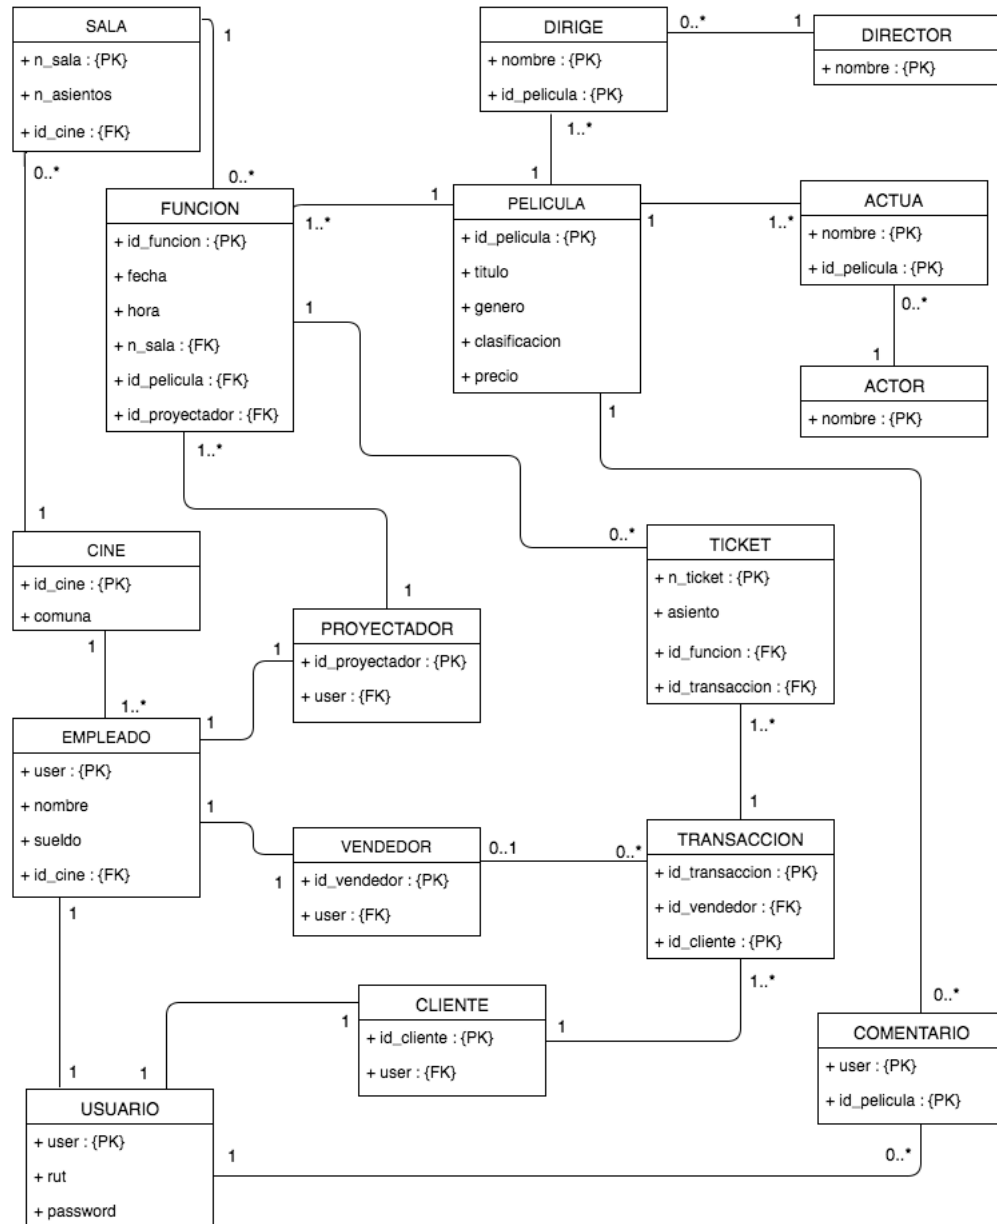 SALA
+ n_sala : {PK}
+ n_asientos
+ id_cine : {FK}
1
0..*
0..*
DIRIGE
+ nombre : {PK}
+ id_pelicula : {PK}
0..*
1
1..*
1
DIRECTOR
+ nombre : {PK}
FUNCION
+ id_funcion : {PK}
+ fecha
+ hora
+ n_sala : {FK}
+ id_pelicula : {FK}
+ id_proyectador : {FK}
1..*
1
1
1..*
PELICULA
+ id_pelicula : {PK}
+ titulo
+ genero
+ clasificacion
+ precio
1
1..*
1
ACTUA
+ nombre : {PK}
+ id_pelicula : {PK}
0..*
1
ACTOR
+ nombre : {PK}
1
CINE
+ id_cine : {PK}
+ comuna
1
1..*
1
PROYECTADOR
+ id_proyectador : {PK}
+ user : {FK}
1
1
0..*
TICKET
+ n_ticket : {PK}
+ asiento
+ id_funcion : {FK}
+ id_transaccion : {FK}
1..*
1
EMPLEADO
+ user : {PK}
+ nombre
+ sueldo
+ id_cine : {FK}
1
1
1
VENDEDOR
+ id_vendedor : {PK}
+ user : {FK}
0..1
0..*
TRANSACCION
+ id_transaccion : {PK}
+ id_vendedor : {FK}
+ id_cliente : {PK}
1..*
CLIENTE
+ id_cliente : {PK}
+ user : {FK}
1
1
1
1
0..*
COMENTARIO
+ user : {PK}
+ id_pelicula : {PK}
0..*
USUARIO
+ user : {PK}
+ rut
+ password
1